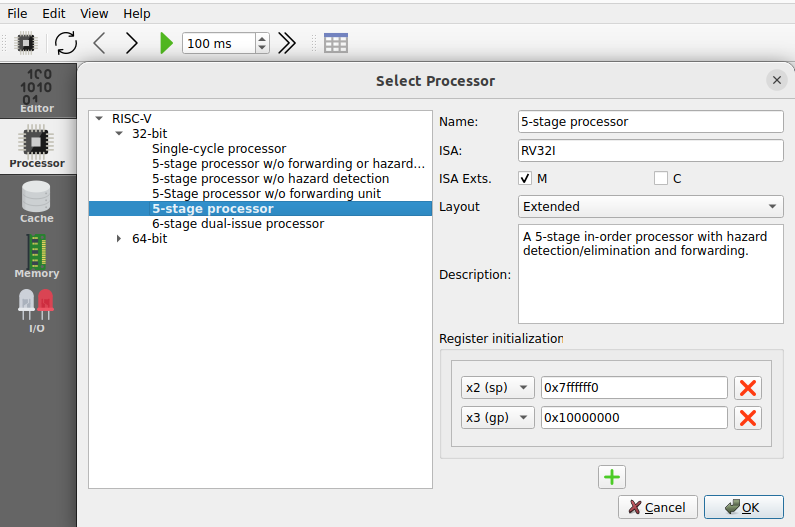 File Edit View Help
100 ms
Select Processor
100
1010
01
Editor
Processor
Cache
Memory
I/O
RISC-V
32-bit
Single-cycle processor
5-stage processor w/o forwarding or hazard...
5-stage processor w/o hazard detection
5-Stage processor w/o forwarding unit
5-stage processor
6-stage dual-issue processor
64-bit
Name: 5-stage processor
ISA: RV32I
ISA Exts. M C
Layout Extended
Description: A 5-stage in-order processor with hazard
detection/elimination and forwarding.
Register initialization
x2 (sp) 0x7ffffff0
x3 (gp) 0x10000000
Cancel OK